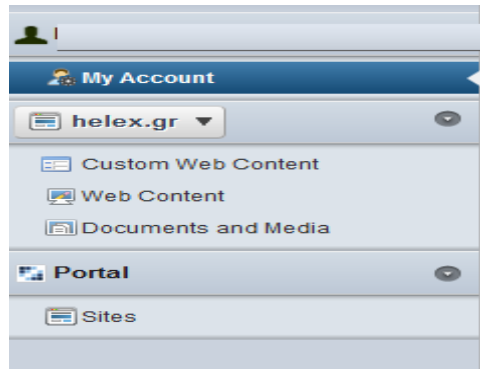 My Account
helex.gr
Custom Web Content
Web Content
Documents and Media
Portal
Sites